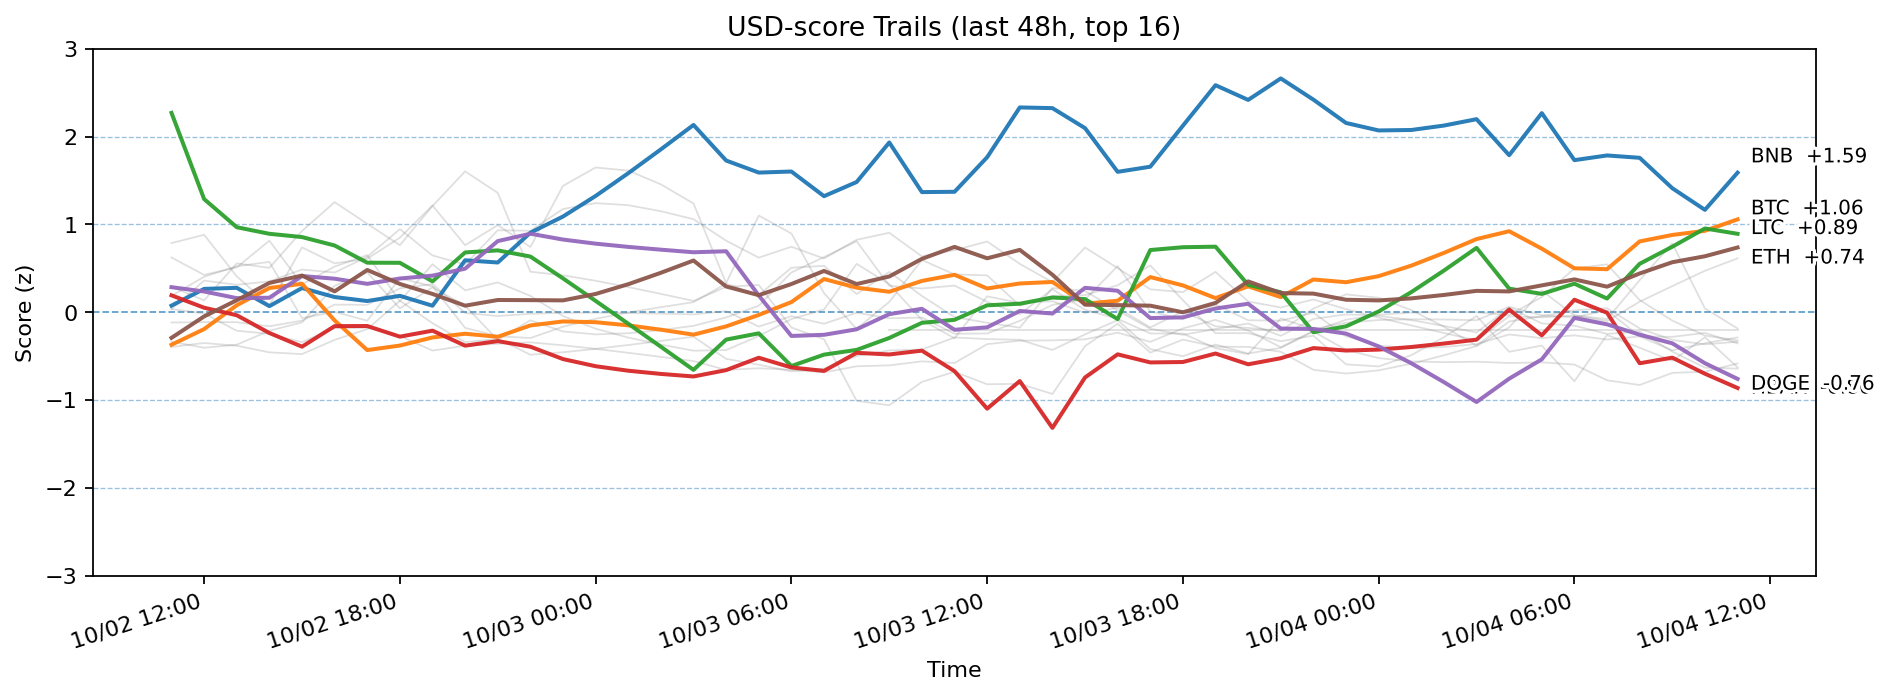 USD-score Trails (last 48h, top 16)
Score (z)
3
2
1
0
−1
−2
−3
BNB +1.59
BTC +1.06
LTC +0.89
ETH +0.74
DOGE -0.76
10/02 12:00
10/02 18:00
10/03 00:00
10/03 06:00
10/03 12:00
10/03 18:00
10/04 00:00
10/04 06:00
10/04 12:00
Time